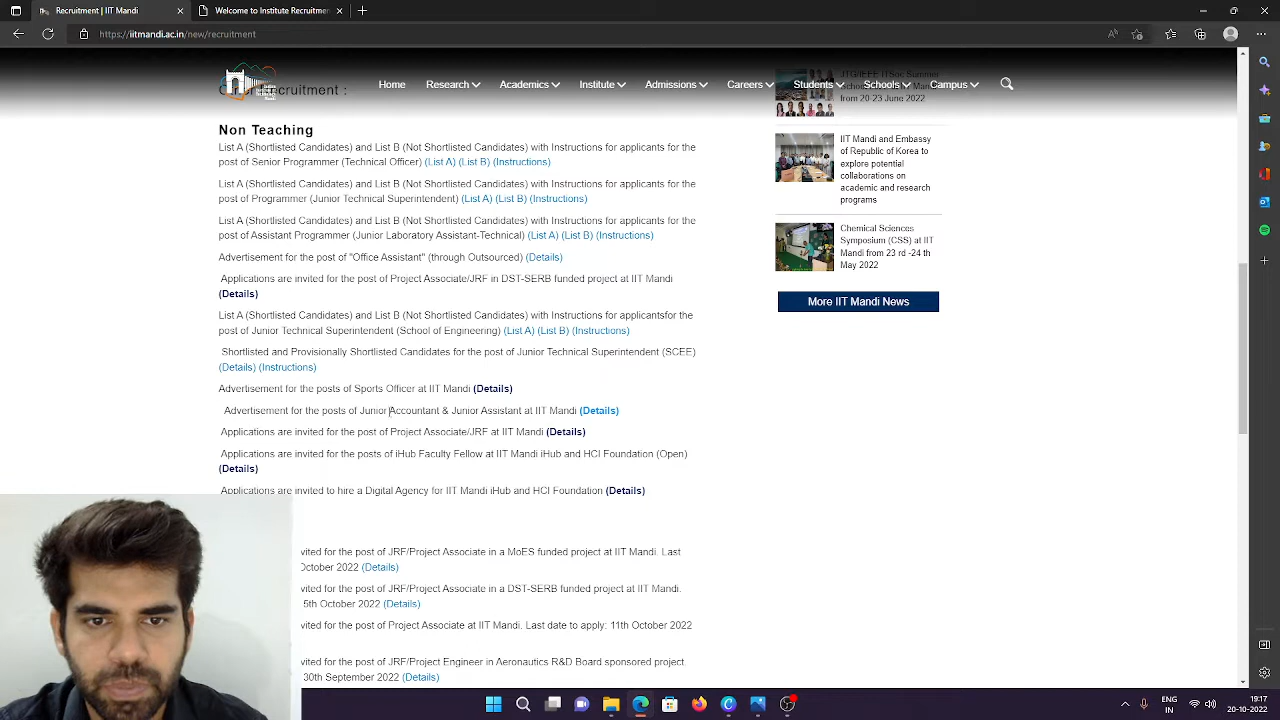 Recruitment | IIT Mandi
Welcome to Institute Recruitment
https://iitmandi.ac.in/new/recruitment
Home Research Academics Institute Admissions Careers Students Schools Campus
recruitment :
Non Teaching
List A (Shortlisted Candidates) and List B (Not Shortlisted Candidates) with Instructions for applicants for the
post of Senior Programmer (Technical Officer) (List A) (List B) (Instructions)
List A (Shortlisted Candidates) and List B (Not Shortlisted Candidates) with Instructions for applicants for the
post of Programmer (Junior Technical Superintendent) (List A) (List B) (Instructions)
List A (Shortlisted Candidates) and List B (Not Shortlisted Candidates) with Instructions for applicants for the
post of Assistant Programmer (Junior Laboratory Assistant-Technical) (List A) (List B) (Instructions)
Advertisement for the post of "Office Assistant" (through Outsourced) (Details)
Applications are invited for the post of Project Associate/JRF in DST-SERB funded project at IIT Mandi
(Details)
List A (Shortlisted Candidates) and List B (Not Shortlisted Candidates) with Instructions for applicantsfor the
post of Junior Technical Superintendent (School of Engineering) (List A) (List B) (Instructions)
Shortlisted and Provisionally Shortlisted Candidates for the post of Junior Technical Superintendent (SCEE)
(Details) (Instructions)
Advertisement for the posts of Sports Officer at IIT Mandi (Details)
Advertisement for the posts of Junior Accountant & Junior Assistant at IIT Mandi (Details)
Applications are invited for the post of Project Associate/JRF at IIT Mandi (Details)
Applications are invited for the posts of iHub Faculty Fellow at IIT Mandi iHub and HCI Foundation (Open)
(Details)
Applications are invited to hire a Digital Agency for IIT Mandi iHub and HCI Foundation (Details)
vited for the post of JRF/Project Associate in a MoES funded project at IIT Mandi. Last
October 2022 (Details)
vited for the post of JRF/Project Associate in a DST-SERB funded project at IIT Mandi.
5th October 2022 (Details)
vited for the post of Project Associate at IIT Mandi. Last date to apply: 11th October 2022
vited for the post of JRF/Project Engineer in Aeronautics R&D Board sponsored project.
30th September 2022 (Details)
JTG/IEEE ITSoc Summer
from 20-23 June 2022
IIT Mandi and Embassy
of Republic of Korea to
explore potential
collaborations on
academic and research
programs
Chemical Sciences
Symposium (CSS) at IIT
Mandi from 23 rd -24 th
May 2022
More IIT Mandi News
ENG
IN
19:17
20-10-2022